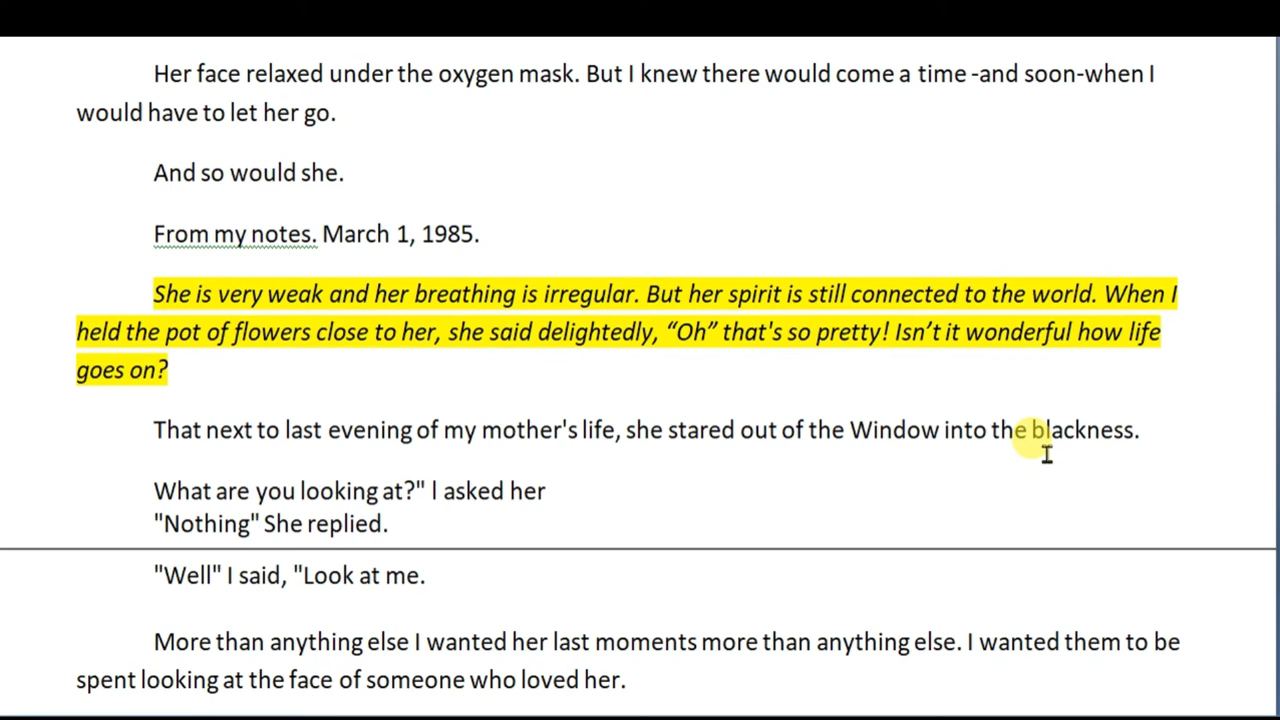 Her face relaxed under the oxygen mask. But I knew there would come a time -and soon-when I
would have to let her go.
And so would she.
From my notes. March 1, 1985.
She is very weak and her breathing is irregular. But her spirit is still connected to the world. When I
held the pot of flowers close to her, she said delightedly, “Oh” that's so pretty! Isn’t it wonderful how life
goes on?
That next to last evening of my mother's life, she stared out of the Window into the blackness.
What are you looking at?" l asked her
"Nothing" She replied.
"Well" I said, "Look at me.
More than anything else I wanted her last moments more than anything else. I wanted them to be
spent looking at the face of someone who loved her.